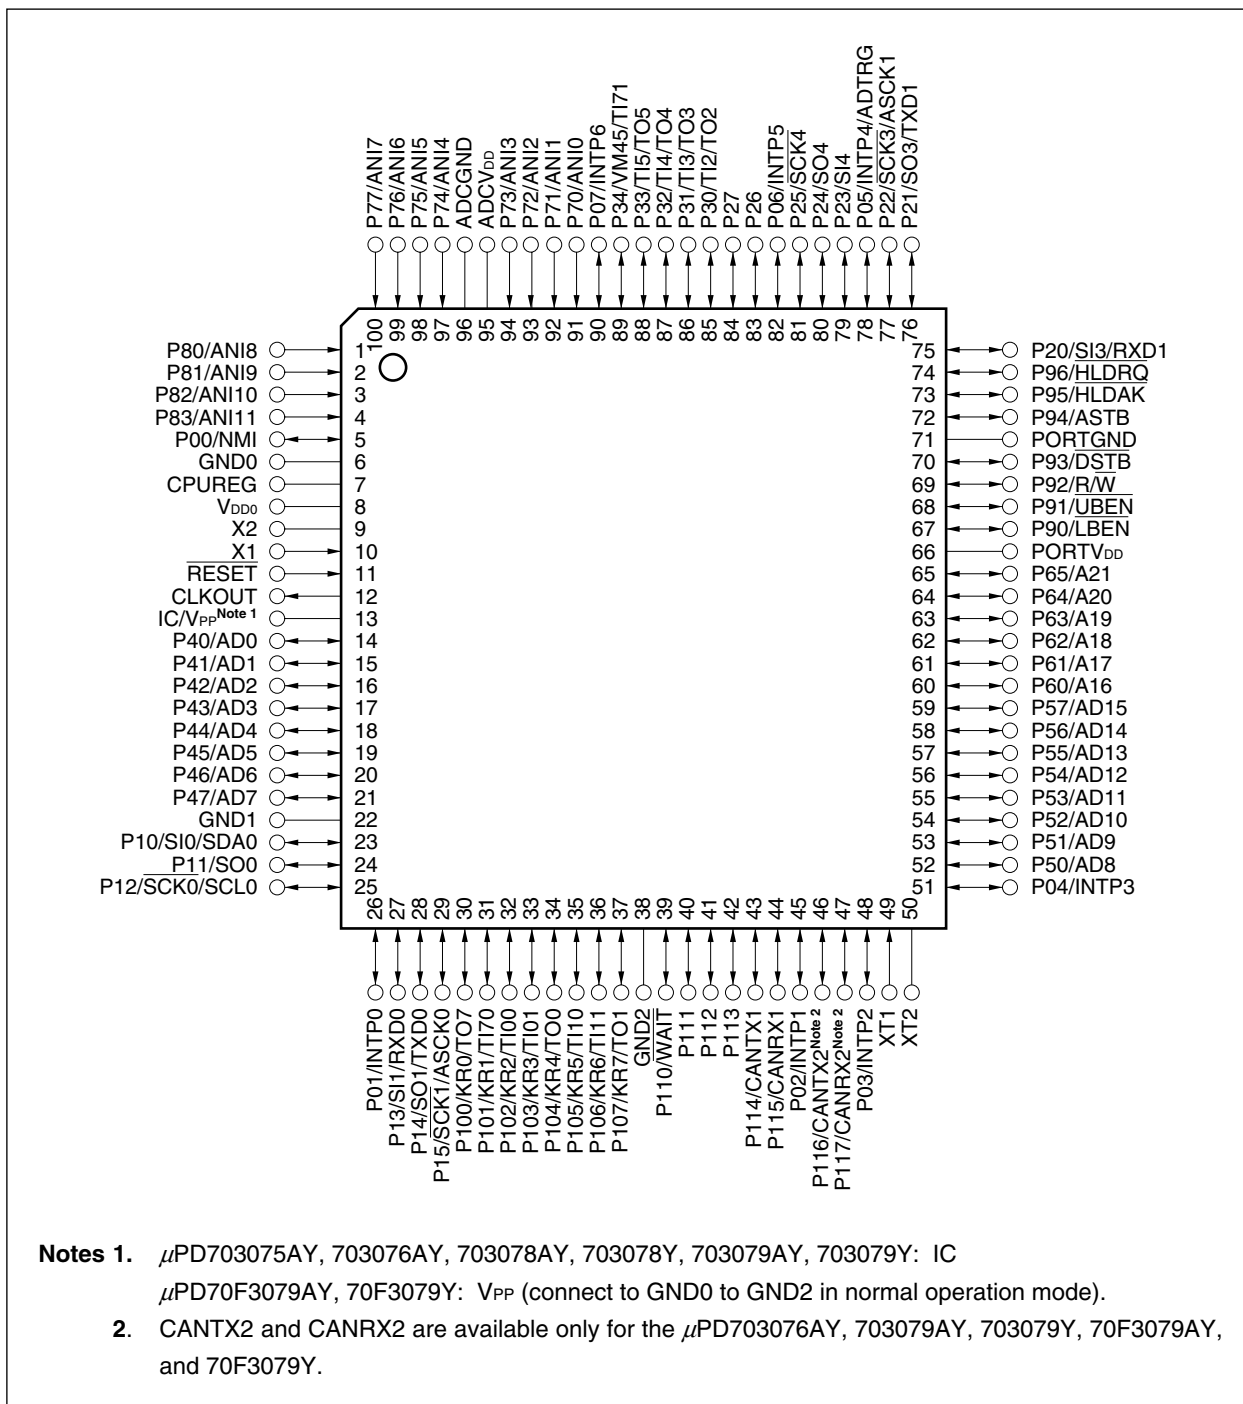 P77/ANI7
P76/ANI6
P75/ANI5
P74/ANI4
ADCGND
ADCVDD
P73/ANI3
P72/ANI2
P71/ANI1
P70/ANI0
P07/INTP6
P34/VM45/TI71
P33/TI5/TO5
P32/TI4/TO4
P31/TI3/TO3
P30/TI2/TO2
P27
P26
P06/INTP5
P25/SCK4
P24/SO4
P23/SI4
P05/INTP4/ADTRG
P22/SCK3/ASCK1
P21/SO3/TXD1
100 99 98 97 96 95 94 93 92 91 90 89 88 87 86 85 84 83 82 81 80 79 78 77 76
P80/ANI8 1
P81/ANI9 2
P82/ANI10 3
P83/ANI11 4
P00/NMI 5
GND0 6
CPUREG 7
VDD0 8
X2 9
X1 10
RESET 11
CLKOUT 12
IC/VPP Note 1 13
P40/AD0 14
P41/AD1 15
P42/AD2 16
P43/AD3 17
P44/AD4 18
P45/AD5 19
P46/AD6 20
P47/AD7 21
GND1 22
P10/SI0/SDA0 23
P11/SO0 24
P12/SCK0/SCL0 25
75 P20/SI3/RXD1
74 P96/HLDRQ
73 P95/HLDAK
72 P94/ASTB
71 PORTGND
70 P93/DSTB
69 P92/R/W
68 P91/UBEN
67 P90/LBEN
66 PORTVDD
65 P65/A21
64 P64/A20
63 P63/A19
62 P62/A18
61 P61/A17
60 P60/A16
59 P57/AD15
58 P56/AD14
57 P55/AD13
56 P54/AD12
55 P53/AD11
54 P52/AD10
53 P51/AD9
52 P50/AD8
51 P04/INTP3
26 27 28 29 30 31 32 33 34 35 36 37 38 39 40 41 42 43 44 45 46 47 48 49 50
P01/INTP0
P13/SI1/RXD0
P14/SO1/TXD0
P15/SCK1/ASCK0
P100/KR0/TO7
P101/KR1/TI70
P102/KR2/TI00
P103/KR3/TI01
P104/KR4/TO0
P105/KR5/TI10
P106/KR6/TI11
P107/KR7/TO1
GND2
P110/WAIT
P111
P112
P113
P114/CANTX1
P115/CANRX1
P02/INTP1
P116/CANTX2 Note 2
P117/CANRX2 Note 2
P03/INTP2
XT1
XT2
Notes 1. μPD703075AY, 703076AY, 703078AY, 703078Y, 703079AY, 703079Y: IC
μPD70F3079AY, 70F3079Y: VPP (connect to GND0 to GND2 in normal operation mode).
2. CANTX2 and CANRX2 are available only for the μPD703076AY, 703079AY, 703079Y, 70F3079AY,
and 70F3079Y.